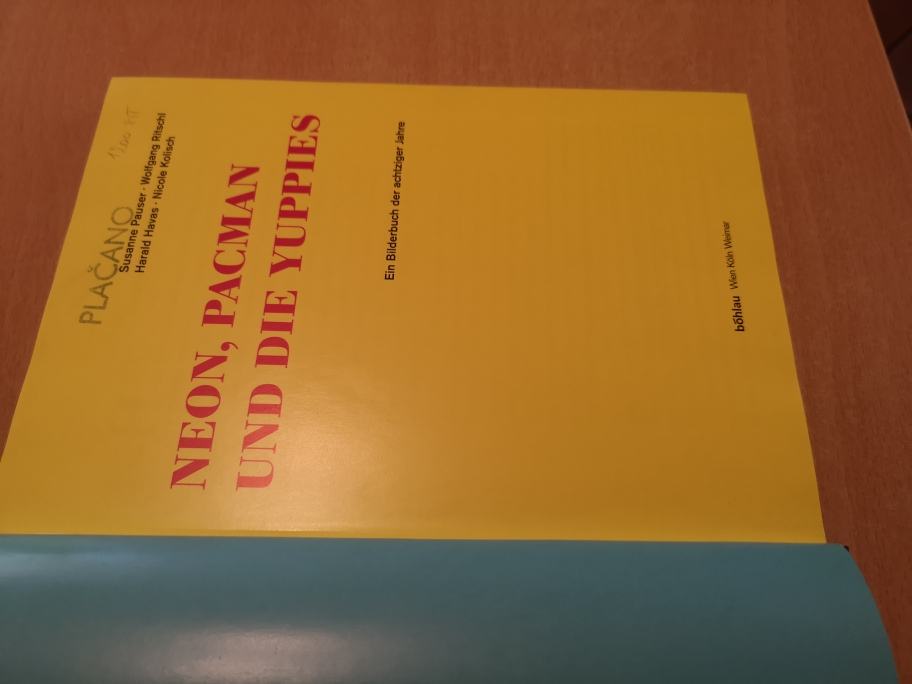 PLAČANO
Susanne Pauser · Wolfgang Ritschl
Harald Havas · Nicole Kolisch
NEON, PACMAN
UND DIE YUPPIES
Ein Bilderbuch der achtziger Jahre
böhlau Wien Köln Weimar